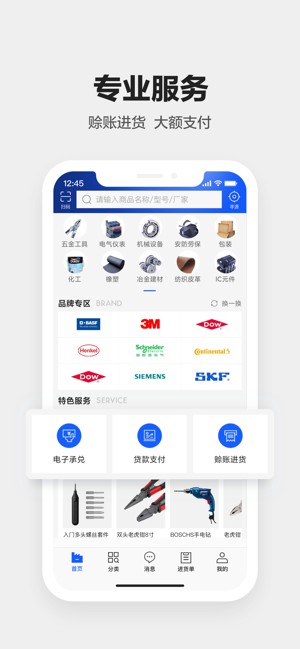 专业服务
赊账进货 大额支付
12:45
扫码
请输入商品名称/型号/厂家
五金工具 电气仪表 机械设备 安防劳保 包装
化工 橡塑 冶金建材 纺织皮革 IC元件
品牌专区 BRAND 换一换
BASF 3M Dow
Henkel Schneider Electric Continental
Dow SIEMENS SKF
特色服务 SERVICE
电子承兑 贷款支付 赊账进货
入门多头螺丝套件 双头老虎钳8寸 BOSCHS手电钻 老虎钳
首页 分类 消息 进货单 我的